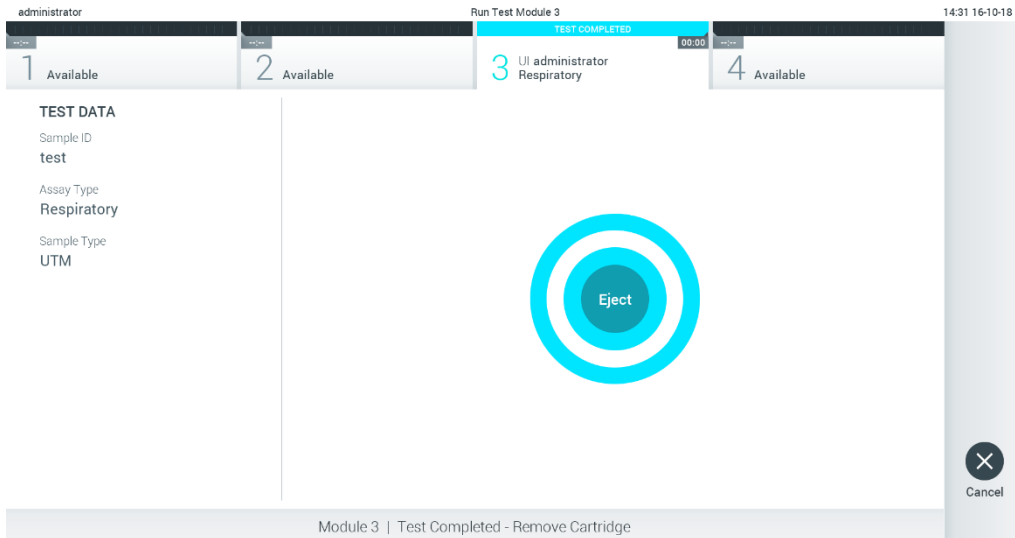 administrator
Run Test Module 3
14:31 16-10-18
TEST COMPLETED
--:--
--:--
00:00
--:--
1 Available
2 Available
3 UI administrator
Respiratory
4 Available
TEST DATA
Sample ID
test
Assay Type
Respiratory
Sample Type
UTM
Eject
Cancel
Module 3 | Test Completed - Remove Cartridge